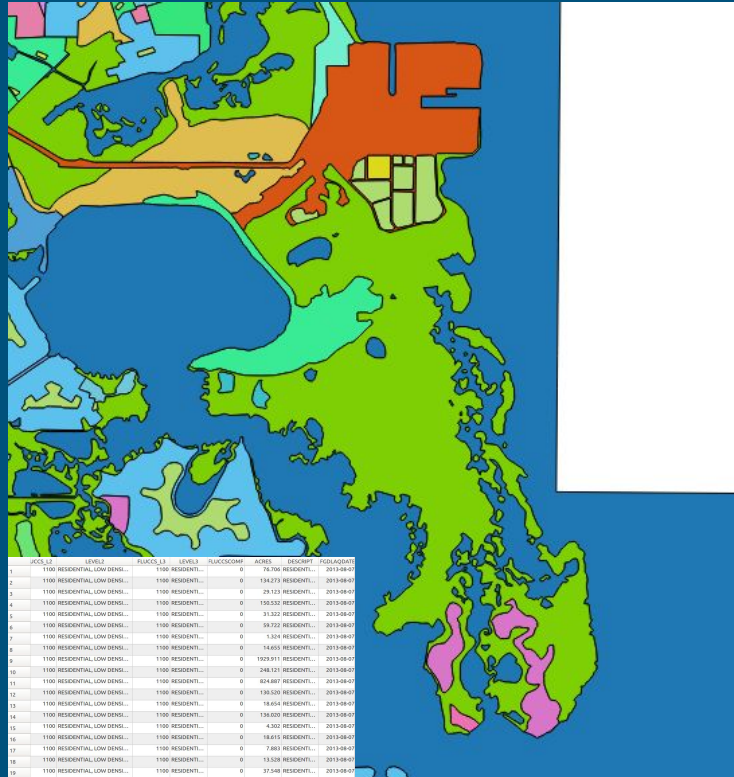 JCCS_L2 LEVEL2 FLUCCS_L3 LEVEL3 FLUCCSCOMF ACRES DESCRIPT FGDLAQDATE
1 1100 RESIDENTIAL, LOW DENSI... 1100 RESIDENTI... 0 76.706 RESIDENTI... 2013-08-07
2 1100 RESIDENTIAL, LOW DENSI... 1100 RESIDENTI... 0 134.273 RESIDENTI... 2013-08-07
3 1100 RESIDENTIAL, LOW DENSI... 1100 RESIDENTI... 0 29.123 RESIDENTI... 2013-08-07
4 1100 RESIDENTIAL, LOW DENSI... 1100 RESIDENTI... 0 150.532 RESIDENTI... 2013-08-07
5 1100 RESIDENTIAL, LOW DENSI... 1100 RESIDENTI... 0 31.322 RESIDENTI... 2013-08-07
6 1100 RESIDENTIAL, LOW DENSI... 1100 RESIDENTI... 0 59.722 RESIDENTI... 2013-08-07
7 1100 RESIDENTIAL, LOW DENSI... 1100 RESIDENTI... 0 1.324 RESIDENTI... 2013-08-07
8 1100 RESIDENTIAL, LOW DENSI... 1100 RESIDENTI... 0 14.655 RESIDENTI... 2013-08-07
9 1100 RESIDENTIAL, LOW DENSI... 1100 RESIDENTI... 0 1929.911 RESIDENTI... 2013-08-07
10 1100 RESIDENTIAL, LOW DENSI... 1100 RESIDENTI... 0 248.121 RESIDENTI... 2013-08-07
11 1100 RESIDENTIAL, LOW DENSI... 1100 RESIDENTI... 0 824.887 RESIDENTI... 2013-08-07
12 1100 RESIDENTIAL, LOW DENSI... 1100 RESIDENTI... 0 130.520 RESIDENTI... 2013-08-07
13 1100 RESIDENTIAL, LOW DENSI... 1100 RESIDENTI... 0 18.654 RESIDENTI... 2013-08-07
14 1100 RESIDENTIAL, LOW DENSI... 1100 RESIDENTI... 0 136.020 RESIDENTI... 2013-08-07
15 1100 RESIDENTIAL, LOW DENSI... 1100 RESIDENTI... 0 4.302 RESIDENTI... 2013-08-07
16 1100 RESIDENTIAL, LOW DENSI... 1100 RESIDENTI... 0 18.615 RESIDENTI... 2013-08-07
17 1100 RESIDENTIAL, LOW DENSI... 1100 RESIDENTI... 0 7.883 RESIDENTI... 2013-08-07
18 1100 RESIDENTIAL, LOW DENSI... 1100 RESIDENTI... 0 13.528 RESIDENTI... 2013-08-07
19 1100 RESIDENTIAL, LOW DENSI... 1100 RESIDENTI... 0 37.548 RESIDENTI... 2013-08-07